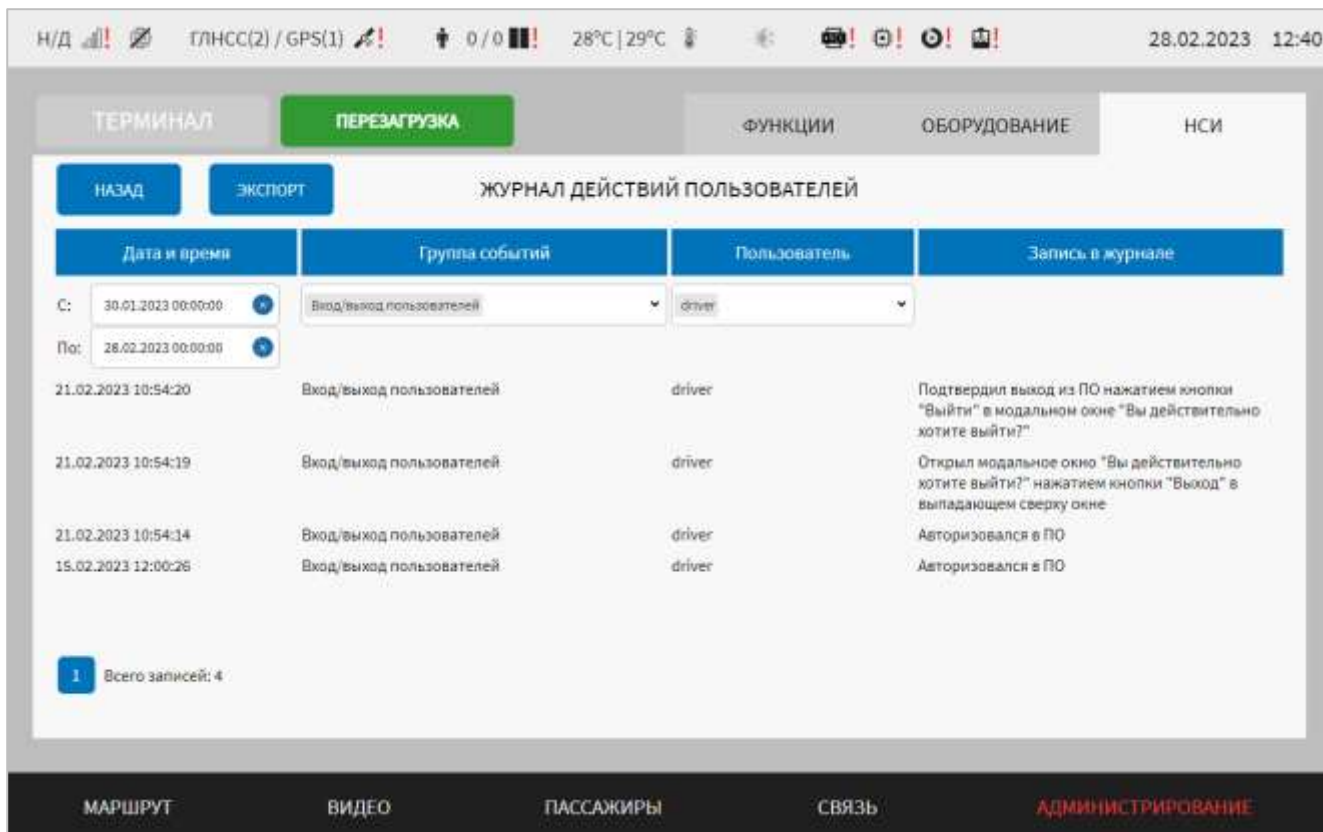 Н/Д ГЛНСС(2) / GPS(1) 0 / 0 28°C | 29°C 28.02.2023 12:40
ТЕРМИНАЛ ПЕРЕЗАГРУЗКА ФУНКЦИИ ОБОРУДОВАНИЕ НСИ
НАЗАД ЭКСПОРТ ЖУРНАЛ ДЕЙСТВИЙ ПОЛЬЗОВАТЕЛЕЙ
Дата и время Группа событий Пользователь Запись в журнале
С: 30.01.2023 00:00:00 Вход/выход пользователей driver
По: 28.02.2023 00:00:00
21.02.2023 10:54:20 Вход/выход пользователей driver Подтвердил выход из ПО нажатием кнопки
"Выйти" в модальном окне "Вы действительно
хотите выйти?"
21.02.2023 10:54:19 Вход/выход пользователей driver Открыл модальное окно "Вы действительно
хотите выйти?" нажатием кнопки "Выход" в
выпадающем сверху окне
21.02.2023 10:54:14 Вход/выход пользователей driver Авторизовался в ПО
15.02.2023 12:00:26 Вход/выход пользователей driver Авторизовался в ПО
1 Всего записей: 4
МАРШРУТ ВИДЕО ПАССАЖИРЫ СВЯЗЬ АДМИНИСТРИРОВАНИЕ